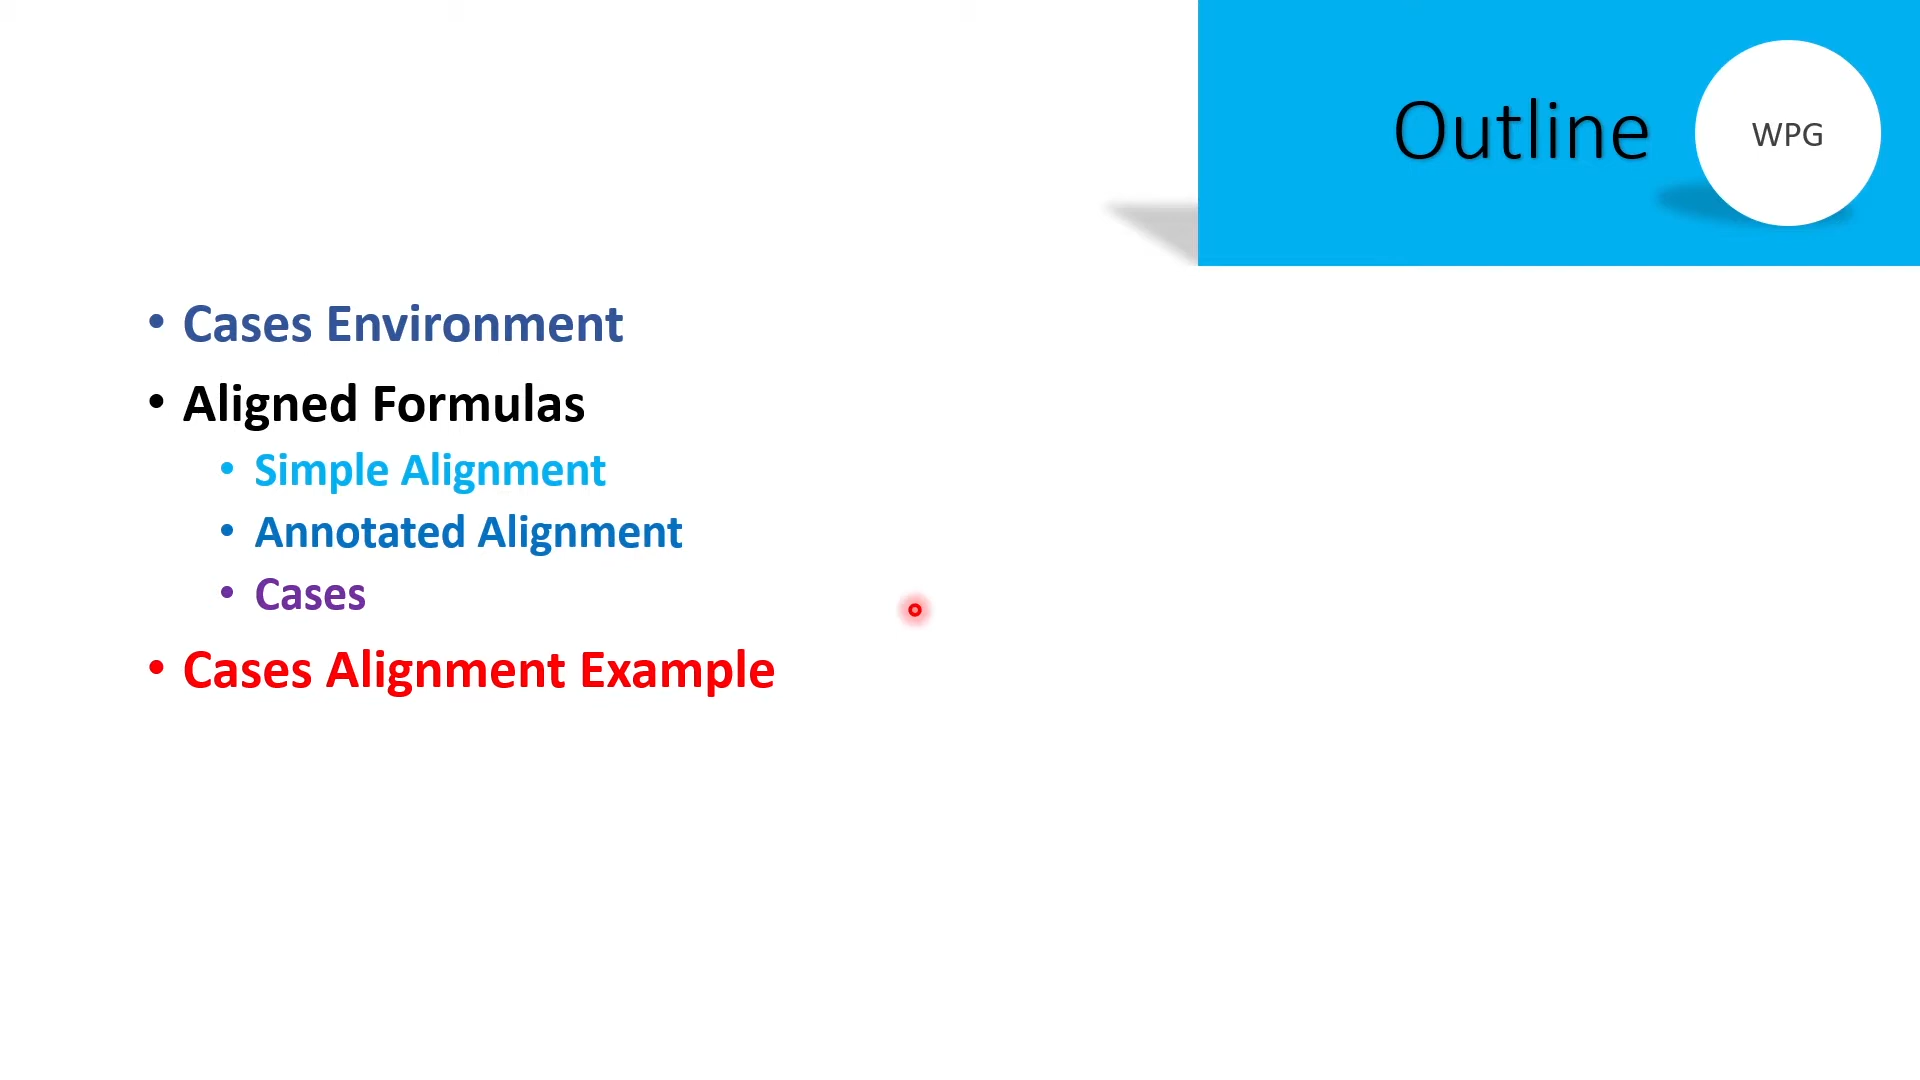 Outline
WPG
• Cases Environment
• Aligned Formulas
• Simple Alignment
• Annotated Alignment
• Cases
• Cases Alignment Example